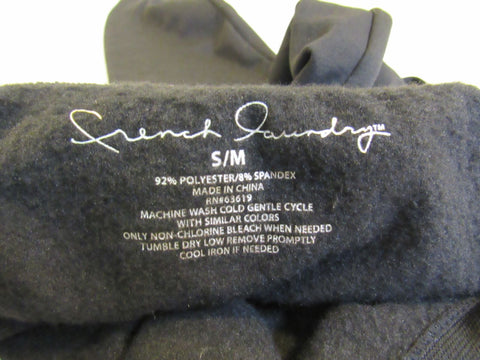 French Laundry™
S/M
92% POLYESTER/8% SPANDEX
MADE IN CHINA
RN#63619
MACHINE WASH COLD GENTLE CYCLE
WITH SIMILAR COLORS
ONLY NON-CHLORINE BLEACH WHEN NEEDED
TUMBLE DRY LOW REMOVE PROMPTLY
COOL IRON IF NEEDED